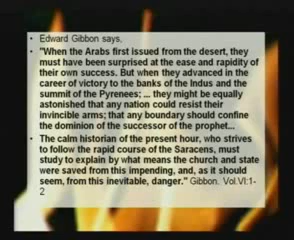 • Edward Gibbon says,
• "When the Arabs first issued from the desert, they
must have been surprised at the ease and rapidity of
their own success. But when they advanced in the
career of victory to the banks of the Indus and the
summit of the Pyrenees; ... they might be equally
astonished that any nation could resist their
invincible arms; that any boundary should confine
the dominion of the successor of the prophet...
• The calm historian of the present hour, who strives
to follow the rapid course of the Saracens, must
study to explain by what means the church and state
were saved from this impending, and, as it should
seem, from this inevitable, danger." Gibbon. Vol.VI:1-
2